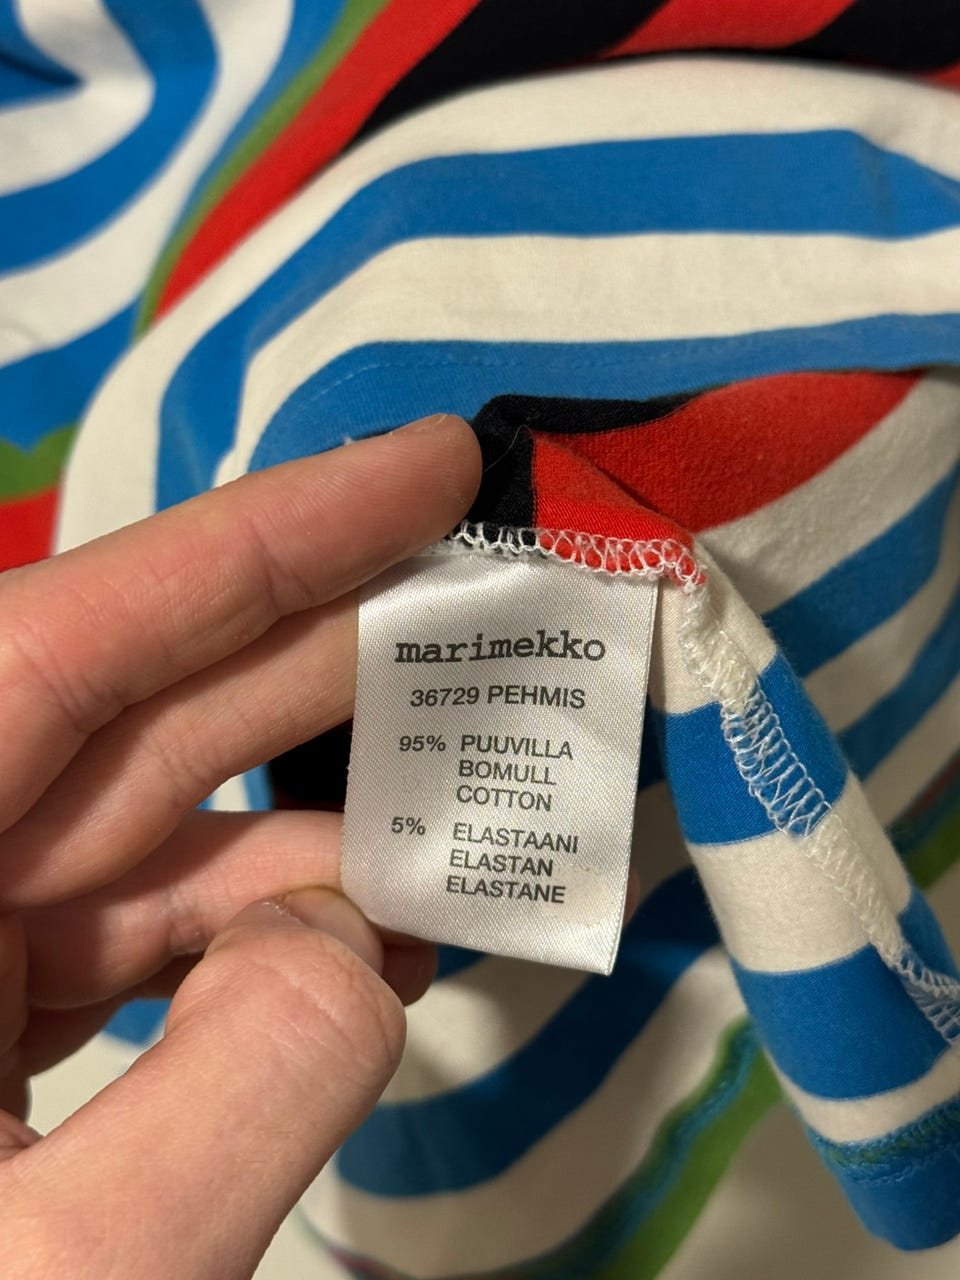 marimekko
36729 PEHMIS
95% PUUVILLA
BOMULL
COTTON
5% ELASTAANI
ELASTAN
ELASTANE